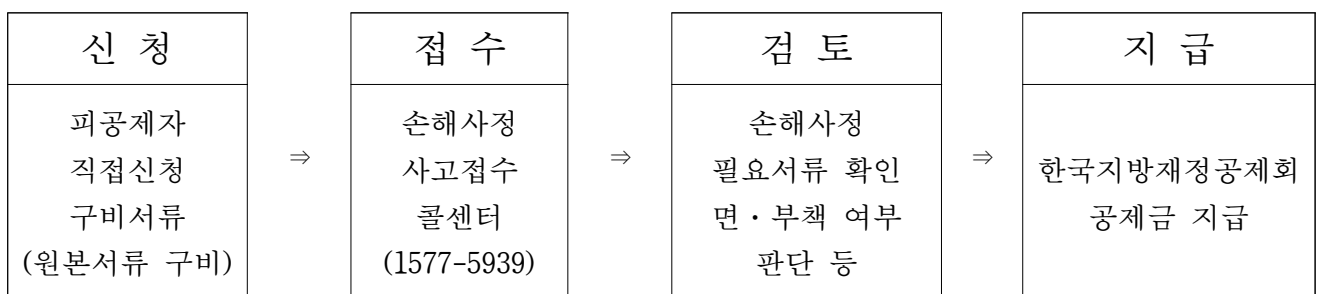 신 청
피공제자
직접신청
구비서류
(원본서류 구비)
⇒
접 수
손해사정
사고접수
콜센터
(1577-5939)
⇒
검 토
손해사정
필요서류 확인
면·부책 여부
판단 등
⇒
지 급
한국지방재정공제회
공제금 지급